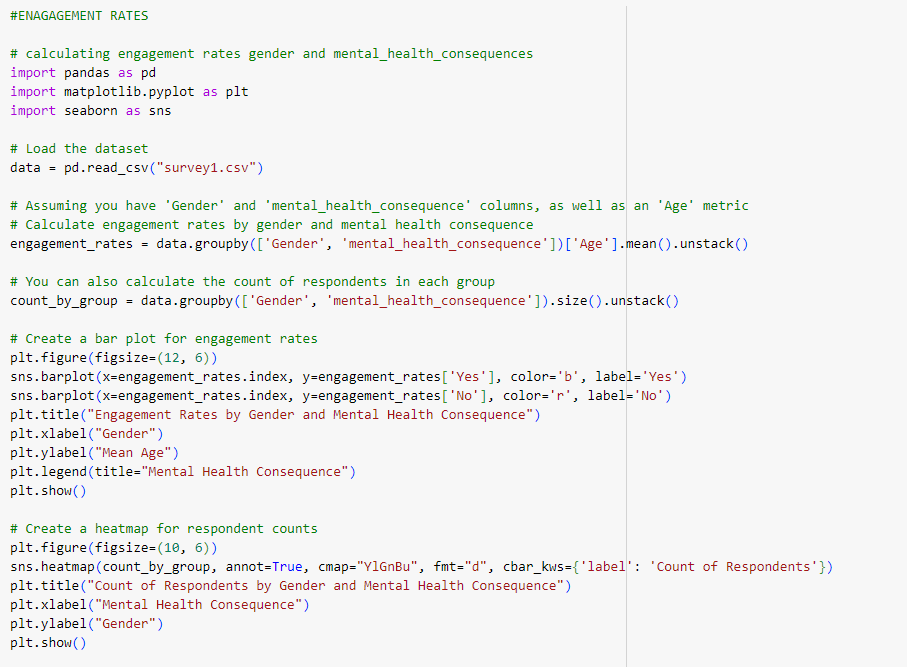 #ENAGAGEMENT RATES
# calculating engagement rates gender and mental_health_consequences
import pandas as pd
import matplotlib.pyplot as plt
import seaborn as sns
# Load the dataset
data = pd.read_csv("survey1.csv")
# Assuming you have 'Gender' and 'mental_health_consequence' columns, as well as an 'Age' metric
# Calculate engagement rates by gender and mental health consequence
engagement_rates = data.groupby(['Gender', 'mental_health_consequence'])['Age'].mean().unstack()
# You can also calculate the count of respondents in each group
count_by_group = data.groupby(['Gender', 'mental_health_consequence']).size().unstack()
# Create a bar plot for engagement rates
plt.figure(figsize=(12, 6))
sns.barplot(x=engagement_rates.index, y=engagement_rates['Yes'], color='b', label='Yes')
sns.barplot(x=engagement_rates.index, y=engagement_rates['No'], color='r', label='No')
plt.title("Engagement Rates by Gender and Mental Health Consequence")
plt.xlabel("Gender")
plt.ylabel("Mean Age")
plt.legend(title="Mental Health Consequence")
plt.show()
# Create a heatmap for respondent counts
plt.figure(figsize=(10, 6))
sns.heatmap(count_by_group, annot=True, cmap="YlGnBu", fmt="d", cbar_kws={'label': 'Count of Respondents'})
plt.title("Count of Respondents by Gender and Mental Health Consequence")
plt.xlabel("Mental Health Consequence")
plt.ylabel("Gender")
plt.show()